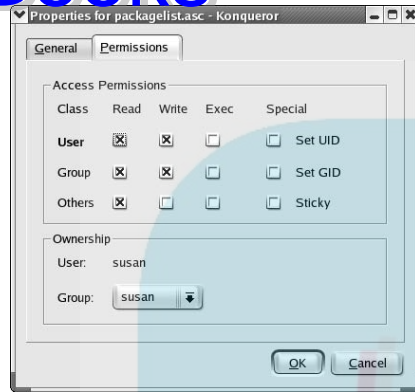 Properties for packagelist.asc - Konqueror
General Permissions
Access Permissions
Class Read Write Exec Special
User Set UID
Group Set GID
Others Sticky
Ownership
User: susan
Group: susan
OK Cancel